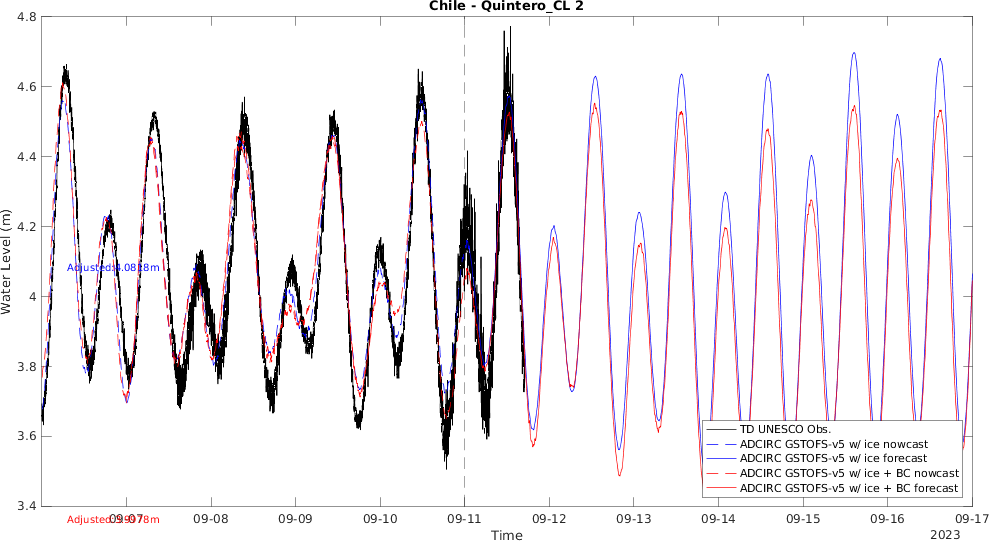 Chile - Quintero_CL 2
4.8
4.6
4.4
4.2
4
3.8
3.6
3.4
Water Level (m)
TD UNESCO Obs.
ADCIRC GSTOFS-v5 w/ ice nowcast
ADCIRC GSTOFS-v5 w/ ice forecast
ADCIRC GSTOFS-v5 w/ ice + BC nowcast
ADCIRC GSTOFS-v5 w/ ice + BC forecast
09-07 09-08 09-09 09-10 09-11 09-12 09-13 09-14 09-15 09-16 09-17
Time
2023